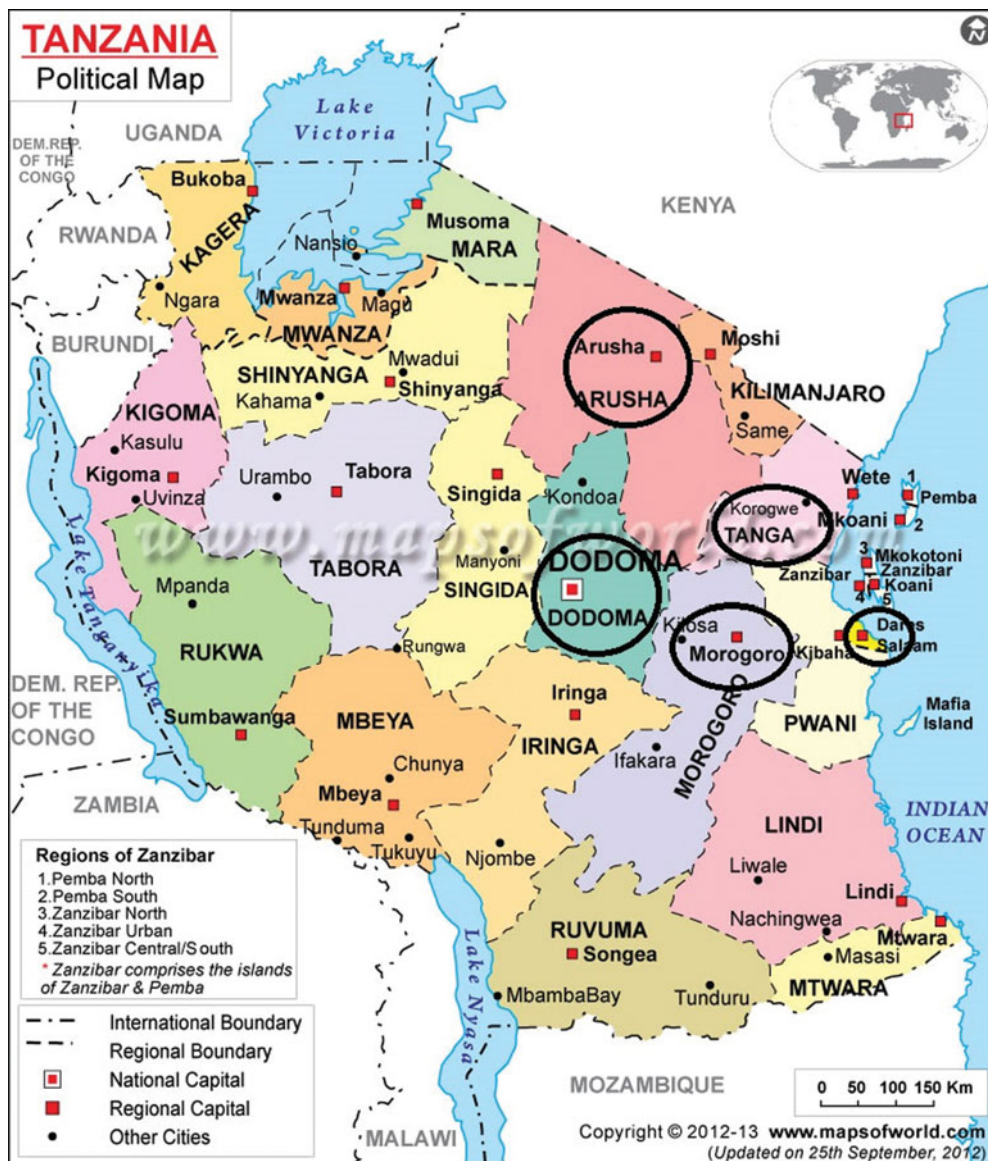 TANZANIA
Political Map
N
Lake
Victoria
UGANDA
DEM.REP.
OF THE
CONGO
RWANDA
BURUNDI
KENYA
Bukoba
KAGERA
Ngara
Musoma
MARA
Nansio
Mwanza
Magu
MWANZA
Mwadui
SHINYANGA
Shinyanga
Kahama
KIGOMA
Kasulu
Kigoma
Uvinza
Urambo
Tabora
TABORA
Singida
Manyoni
SINGIDA
Rungwa
Arusha
ARUSHA
Moshi
KILIMANJARO
Same
Kondoa
DODOMA
DODOMA
Korogwe
TANGA
Wete
1
Pemba
Mkoani
2
3
Mkokotoni
Zanzibar
Zanzibar
Koani
4
5
Dares
Salaam
Kibaha
Kilosa
Morogoro
MOROGORO
Ifakara
PWANI
Mafia
Island
www.mapsofworld.com
Lake Tanganyika
Mpanda
RUKWA
Sumbawanga
DEM. REP.
OF THE
CONGO
ZAMBIA
MBEYA
Chunya
Mbeya
Tunduma
Tukuyu
Iringa
IRINGA
Njombe
LINDI
Liwale
Lindi
Nachingwea
Mtwara
Masasi
MTWARA
INDIAN
OCEAN
RUVUMA
Songea
MbambaBay
Tunduru
Lake Nyasa
MOZAMBIQUE
MALAWI
Regions of Zanzibar
1.Pemba North
2.Pemba South
3.Zanzibar North
4.Zanzibar Urban
5.Zanzibar Central/South
* Zanzibar comprises the islands
of Zanzibar & Pemba
International Boundary
Regional Boundary
National Capital
Regional Capital
Other Cities
0 50 100 150 Km
Copyright © 2012-13 www.mapsofworld.com
(Updated on 25th September, 2012)